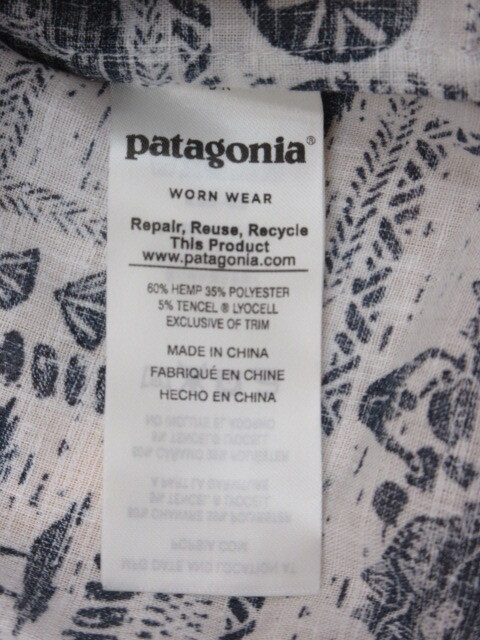 patagonia®
WORN WEAR
Repair, Reuse, Recycle
This Product
www.patagonia.com
60% HEMP 35% POLYESTER
5% TENCEL ® LYOCELL
EXCLUSIVE OF TRIM
MADE IN CHINA
FABRIQUÉ EN CHINE
HECHO EN CHINA